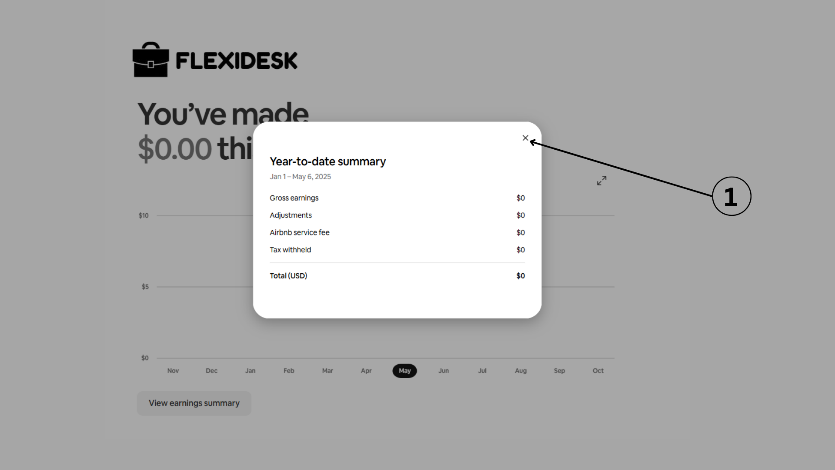 FLEXIDESK
You've made
$0.00 thi
×
Year-to-date summary
Jan 1 – May 6, 2025
Gross earnings $0
Adjustments $0
Airbnb service fee $0
Tax withheld $0
Total (USD) $0
1
$10
$5
$0
Nov Dec Jan Feb Mar Apr May Jun Jul Aug Sep Oct
View earnings summary